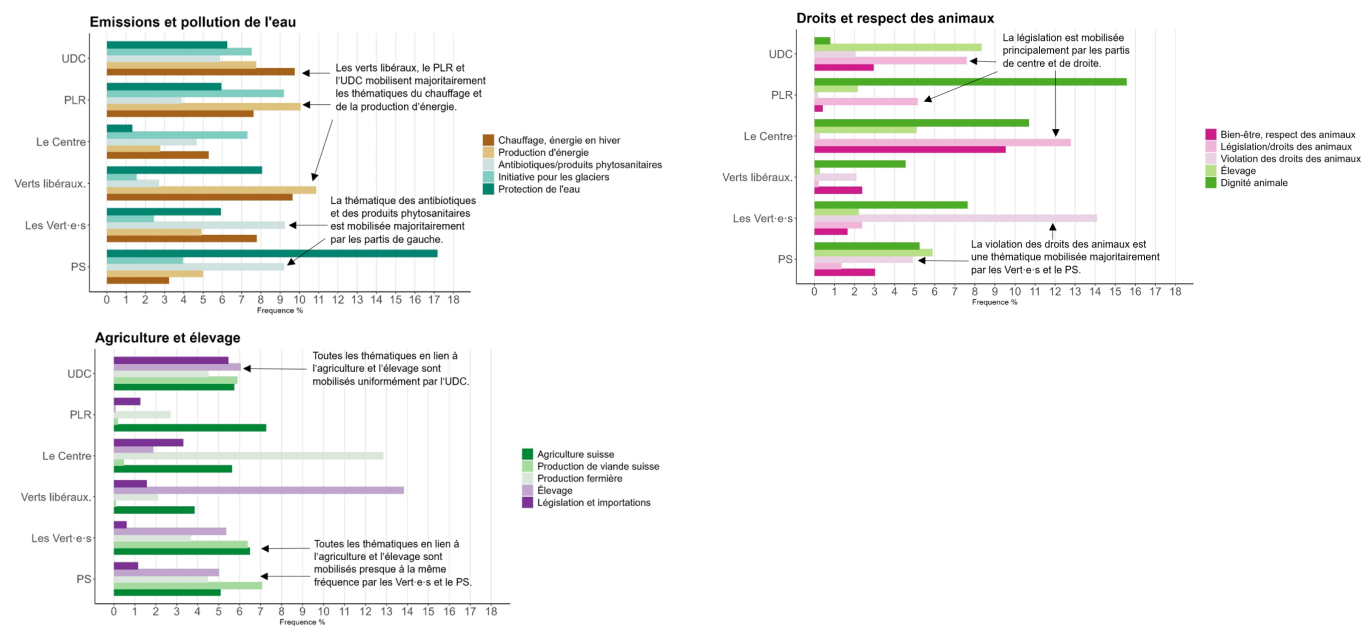 Emissions et pollution de l'eau
UDC
PLR
Le Centre
Verts libéraux.
Les Vert·e·s
PS
0 1 2 3 4 5 6 7 8 9 10 11 12 13 14 15 16 17 18
Frequence %
Les verts libéraux, le PLR et
l'UDC mobilisent majoritairement
les thématiques du chauffage et
de la production d'énergie.
La thématique des antibiotiques
et des produits phytosanitaires
est mobilisée majoritairement
par les partis de gauche.
Chauffage, énergie en hiver
Production d'énergie
Antibiotiques/produits phytosanitaires
Initiative pour les glaciers
Protection de l'eau
Droits et respect des animaux
UDC
PLR
Le Centre
Verts libéraux.
Les Vert·e·s
PS
0 1 2 3 4 5 6 7 8 9 10 11 12 13 14 15 16 17 18
Frequence %
La législation est mobilisée
principalement par les partis
de centre et de droite.
La violation des droits des animaux est
une thématique mobilisée majoritairement
par les Vert·e·s et le PS.
Bien-être, respect des animaux
Législation/droits des animaux
Violation des droits des animaux
Élevage
Dignité animale
Agriculture et élevage
UDC
PLR
Le Centre
Verts libéraux.
Les Vert·e·s
PS
0 1 2 3 4 5 6 7 8 9 10 11 12 13 14 15 16 17 18
Frequence %
Toutes les thématiques en lien à
l'agriculture et l'élevage sont
mobilisés uniformément par l'UDC.
Toutes les thématiques en lien à
l'agriculture et l'élevage sont
mobilisés presque à la même
fréquence par les Vert·e·s et le PS.
Agriculture suisse
Production de viande suisse
Production fermière
Élevage
Législation et importations